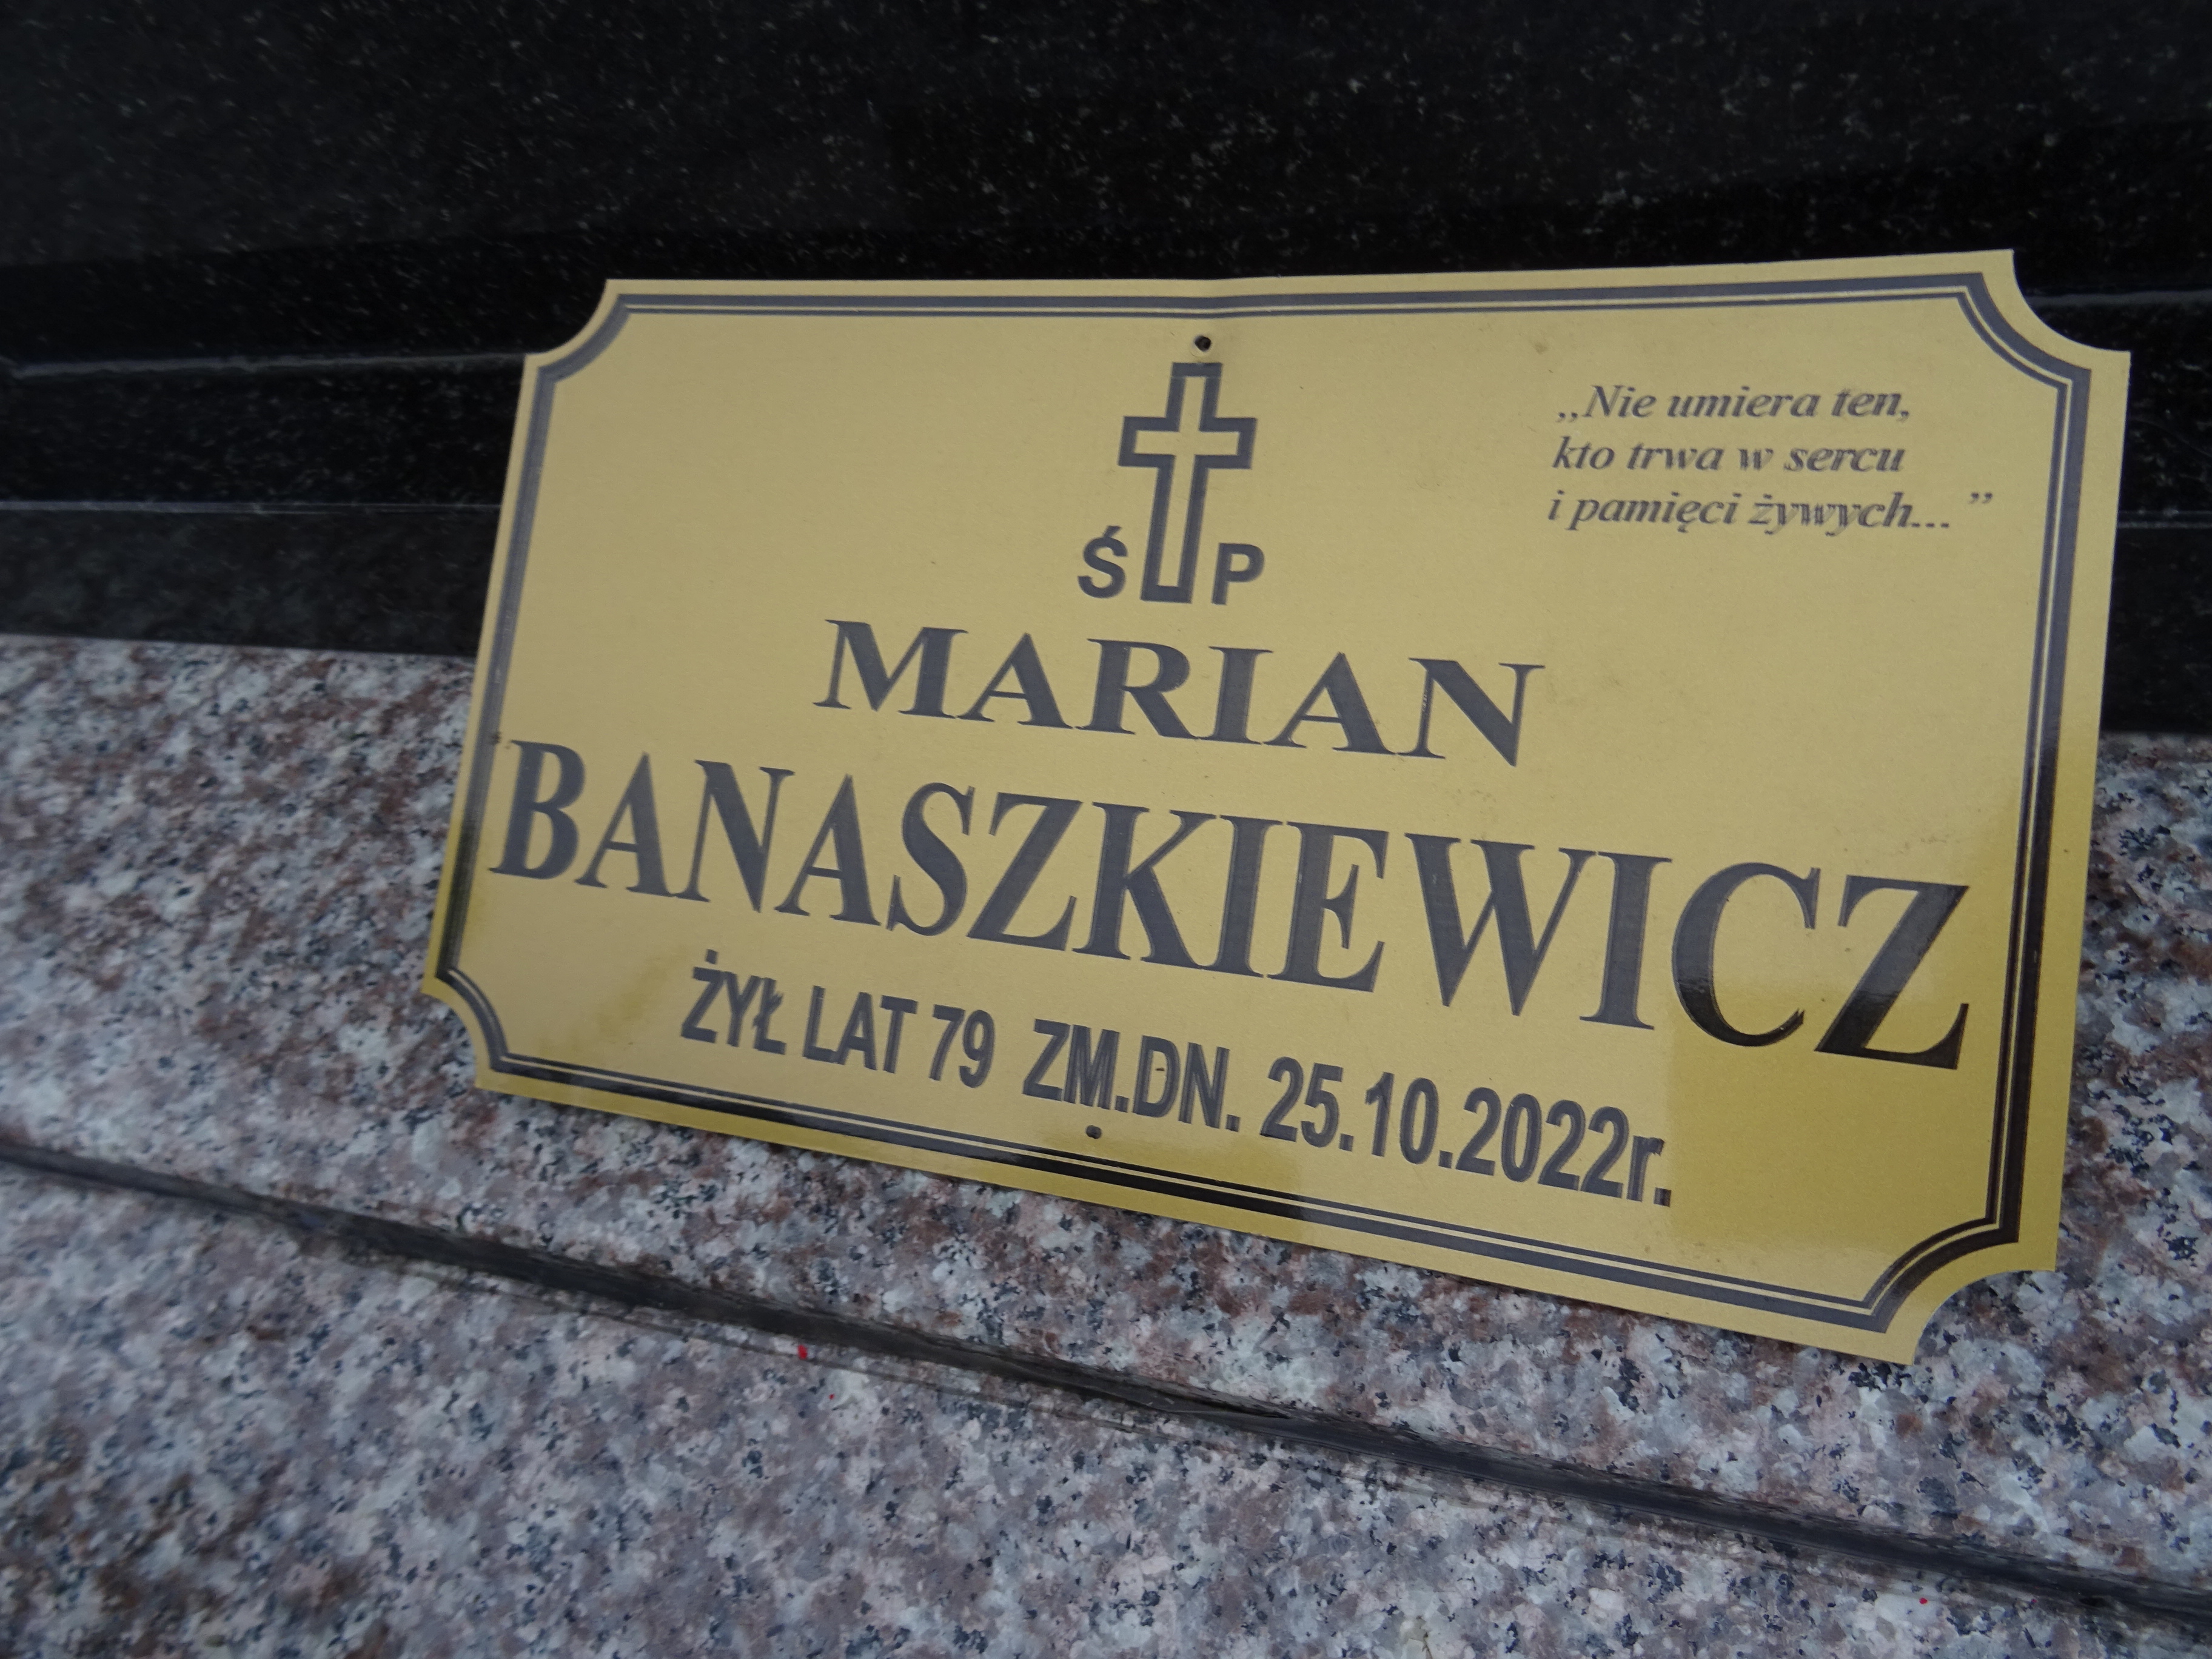 „Nie umiera ten,
kto trwa w sercu
i pamięci żywych... ”
Ś P
MARIAN
BANASZKIEWICZ
ŻYŁ LAT 79 ZM.DN. 25.10.2022r.